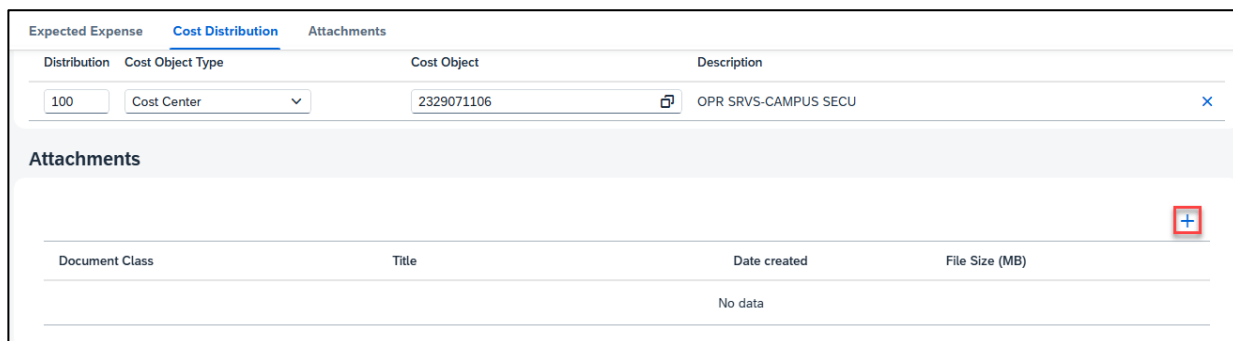 Expected Expense Cost Distribution Attachments
Distribution Cost Object Type Cost Object Description
100 Cost Center 2329071106 OPR SRVS-CAMPUS SECU
Attachments
Document Class Title Date created File Size (MB)
No data